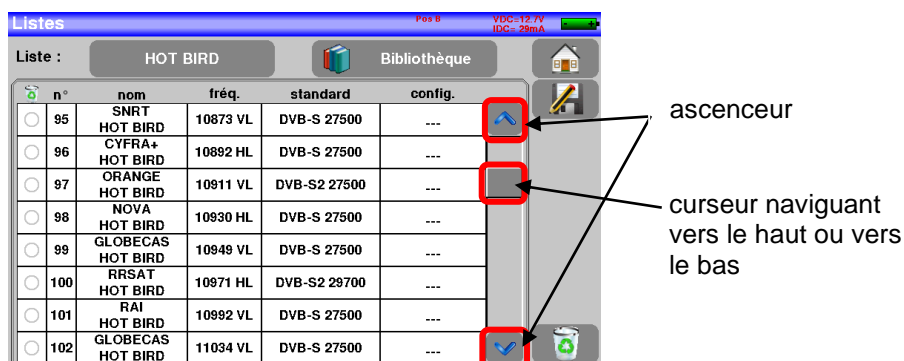 Listes Pos 8 VDC=12.7V
IDC= 29mA
Liste : HOT BIRD Bibliothèque
n° nom fréq. standard config.
95 SNRT HOT BIRD 10873 VL DVB-S 27500 ---
96 CYFRA+ HOT BIRD 10892 HL DVB-S 27500 ---
97 ORANGE HOT BIRD 10911 VL DVB-S2 27500 ---
98 NOVA HOT BIRD 10930 HL DVB-S 27500 ---
99 GLOBECAS HOT BIRD 10949 VL DVB-S 27500 ---
100 RRSAT HOT BIRD 10971 HL DVB-S2 29700 ---
101 RAI HOT BIRD 10992 VL DVB-S 27500 ---
102 GLOBECAS HOT BIRD 11034 VL DVB-S 27500 ---
ascenceur
curseur naviguant
vers le haut ou vers
le bas